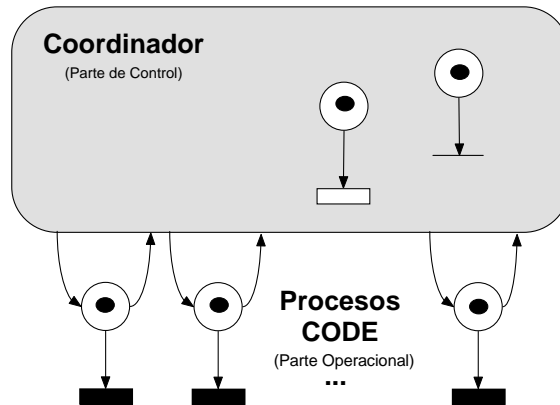 Coordinador
(Parte de Control)
Procesos
CODE
(Parte Operacional)
...